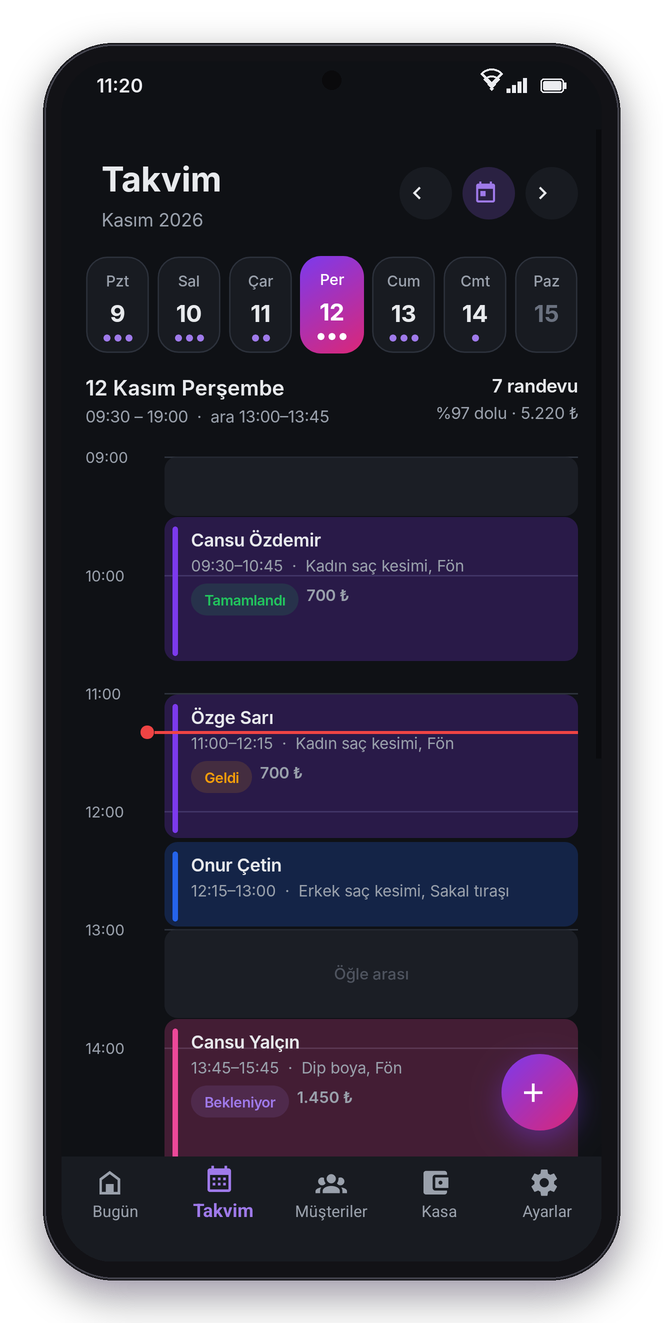 11:20
Takvim
Kasım 2026
Pzt Sal Çar Per Cum Cmt Paz
9 10 11 12 13 14 15
12 Kasım Perşembe 7 randevu
09:30 – 19:00 · ara 13:00–13:45 %97 dolu · 5.220 ₺
09:00
Cansu Özdemir
09:30–10:45 · Kadın saç kesimi, Fön
10:00
Tamamlandı 700 ₺
11:00
Özge Sarı
11:00–12:15 · Kadın saç kesimi, Fön
Geldi 700 ₺
12:00
Onur Çetin
12:15–13:00 · Erkek saç kesimi, Sakal tıraşı
13:00
Öğle arası
Cansu Yalçın
14:00
13:45–15:45 · Dip boya, Fön
Bekleniyor 1.450 ₺
Bugün Takvim Müşteriler Kasa Ayarlar